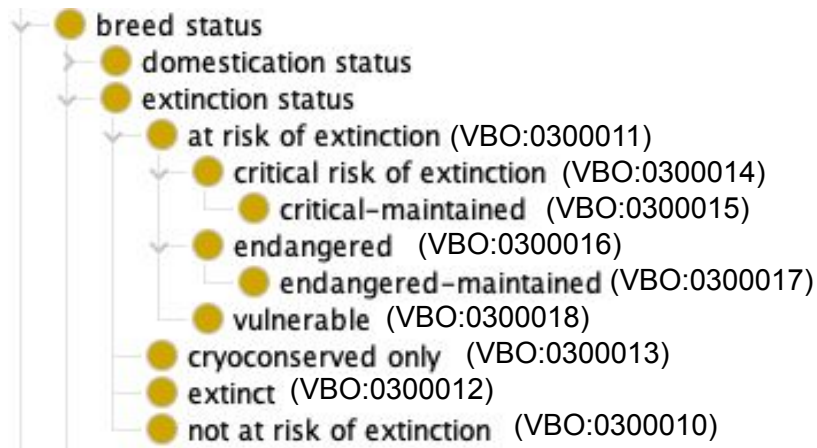 breed status
domestication status
extinction status
at risk of extinction (VBO:0300011)
critical risk of extinction (VBO:0300014)
critical-maintained (VBO:0300015)
endangered (VBO:0300016)
endangered-maintained (VBO:0300017)
vulnerable (VBO:0300018)
cryoconserved only (VBO:0300013)
extinct (VBO:0300012)
not at risk of extinction (VBO:0300010)